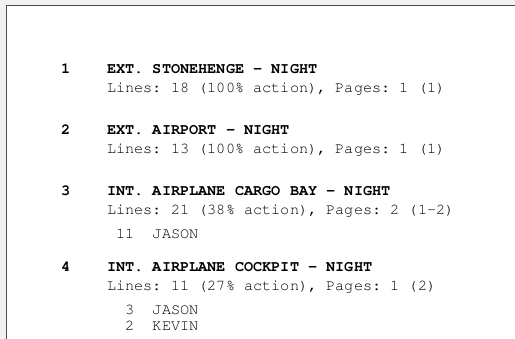 1 EXT. STONEHENGE - NIGHT
Lines: 18 (100% action), Pages: 1 (1)
2 EXT. AIRPORT - NIGHT
Lines: 13 (100% action), Pages: 1 (1)
3 INT. AIRPLANE CARGO BAY - NIGHT
Lines: 21 (38% action), Pages: 2 (1-2)
11 JASON
4 INT. AIRPLANE COCKPIT - NIGHT
Lines: 11 (27% action), Pages: 1 (2)
3 JASON
2 KEVIN